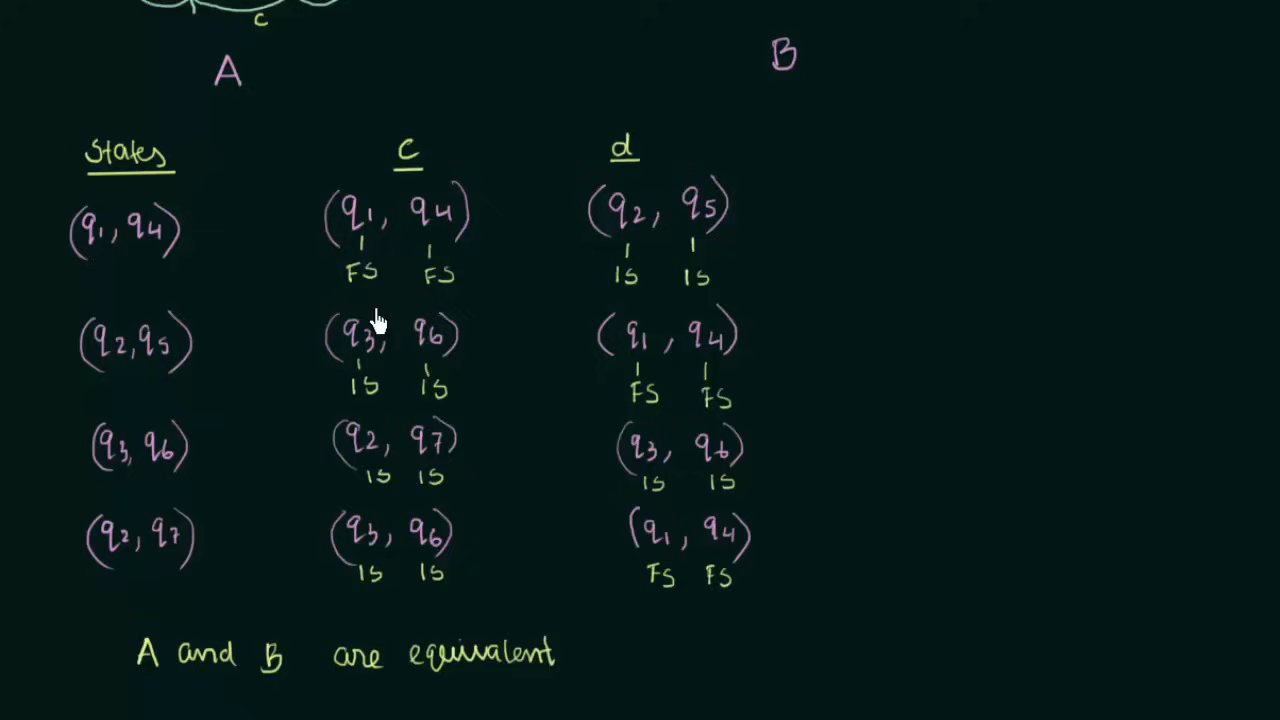 c
A B
States c d
(q1, q4) (q1, q4) (q2, q5)
FS FS IS IS
(q2, q5) (q3, q6) (q1, q4)
IS IS FS FS
(q3, q6) (q2, q7) (q3, q6)
IS IS IS IS
(q2, q7) (q3, q6) (q1, q4)
IS IS FS FS
A and B are equivalent